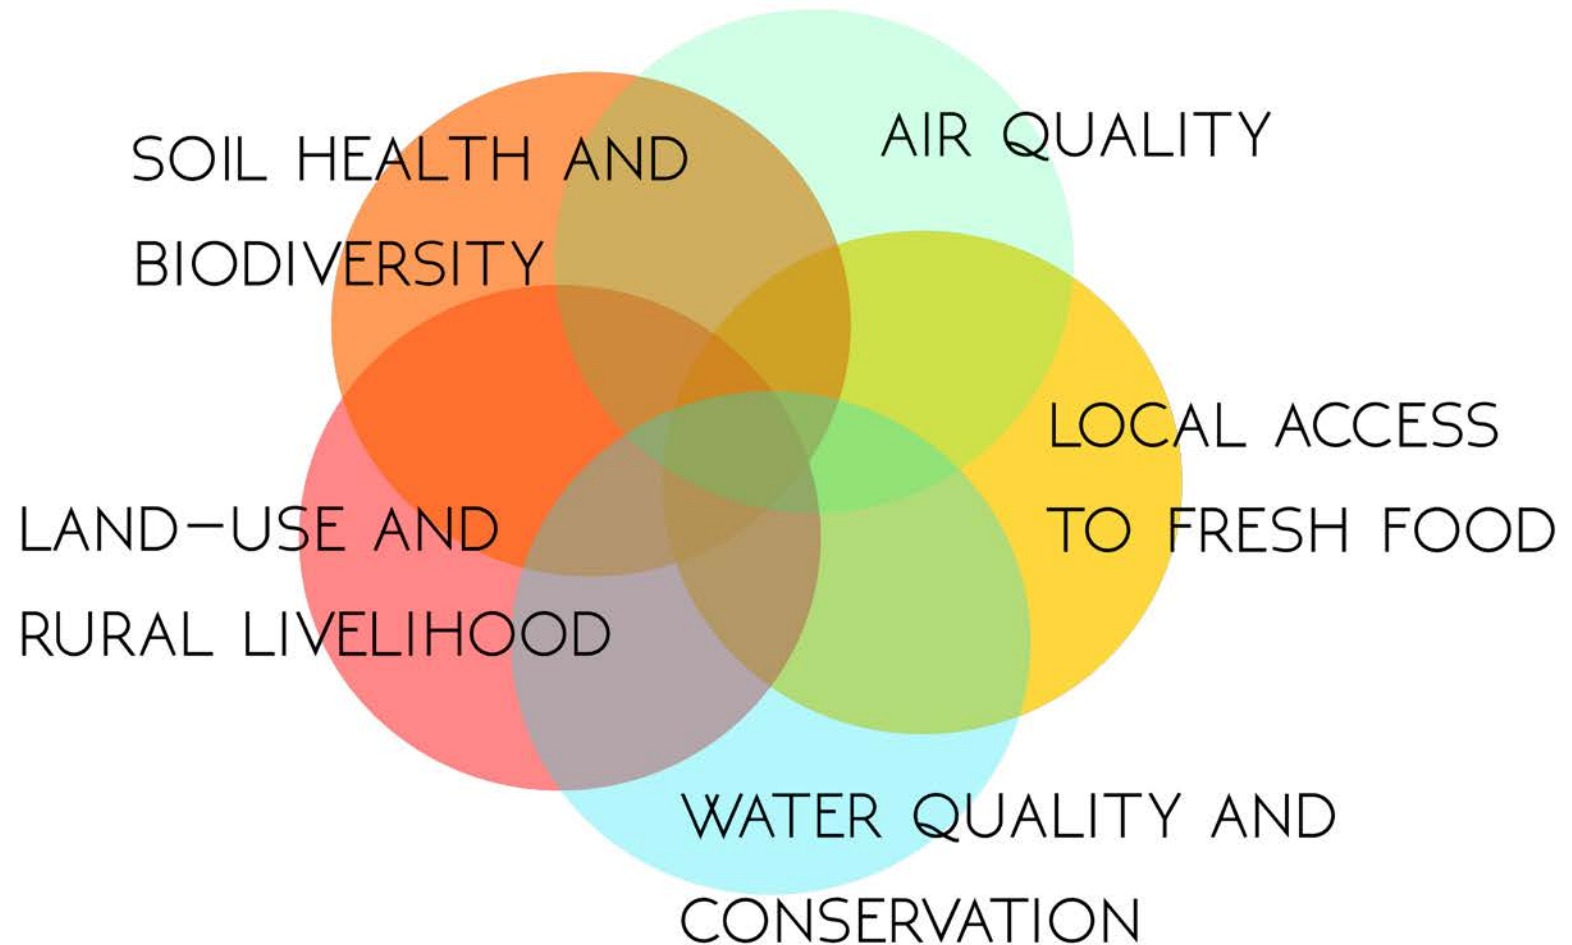 SOIL HEALTH AND
BIODIVERSITY
AIR QUALITY
LOCAL ACCESS
TO FRESH FOOD
LAND-USE AND
RURAL LIVELIHOOD
WATER QUALITY AND
CONSERVATION